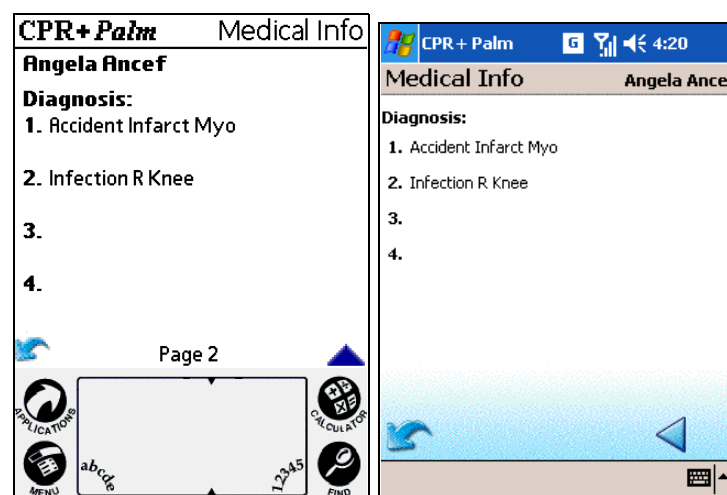 CPR+ Palm Medical Info
Angela Ancef
Diagnosis:
1. Accident Infarct Myo
2. Infection R Knee
3.
4.
Page 2
APPLICATIONS
CALCULATOR
MENU
abcde
12345
FIND
CPR+ Palm G 4:20
Medical Info Angela Ance
Diagnosis:
1. Accident Infarct Myo
2. Infection R Knee
3.
4.